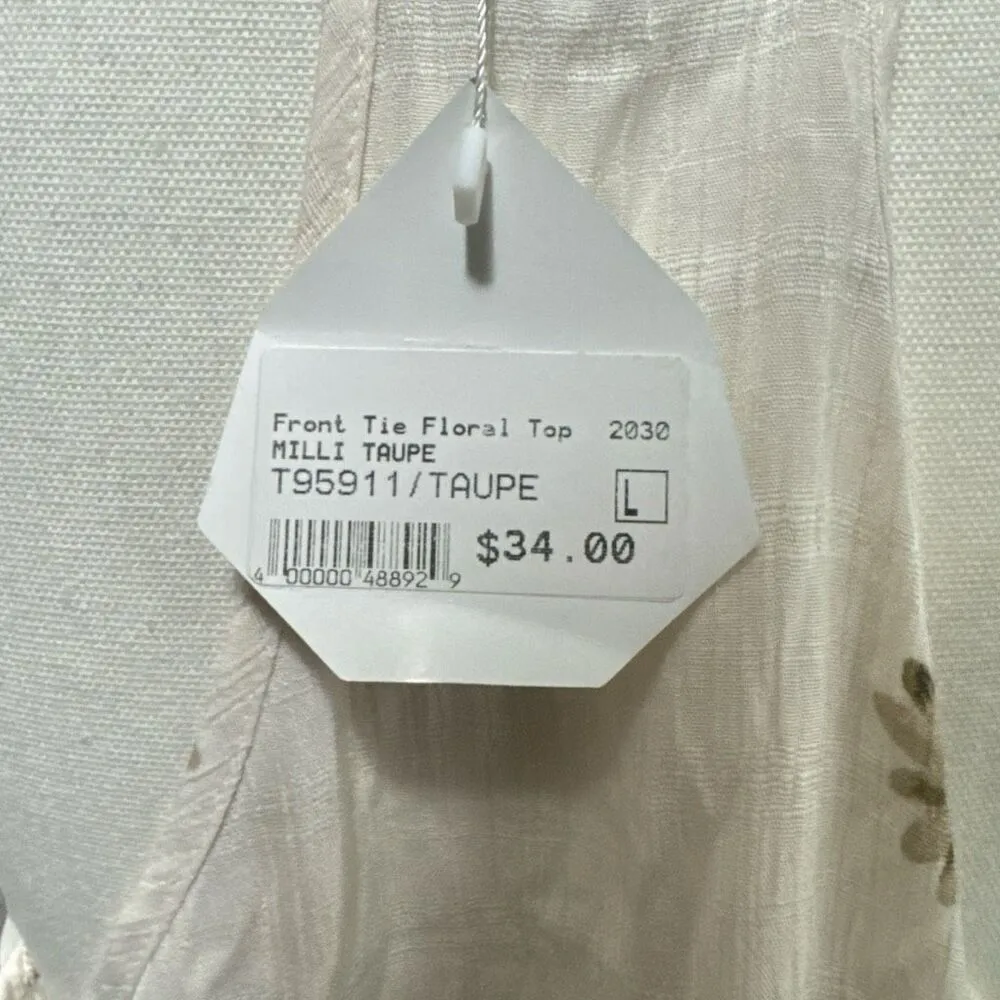 Front Tie Floral Top 2030
MILLI TAUPE
T95911/TAUPE
L
$34.00
4 00000 48892 9